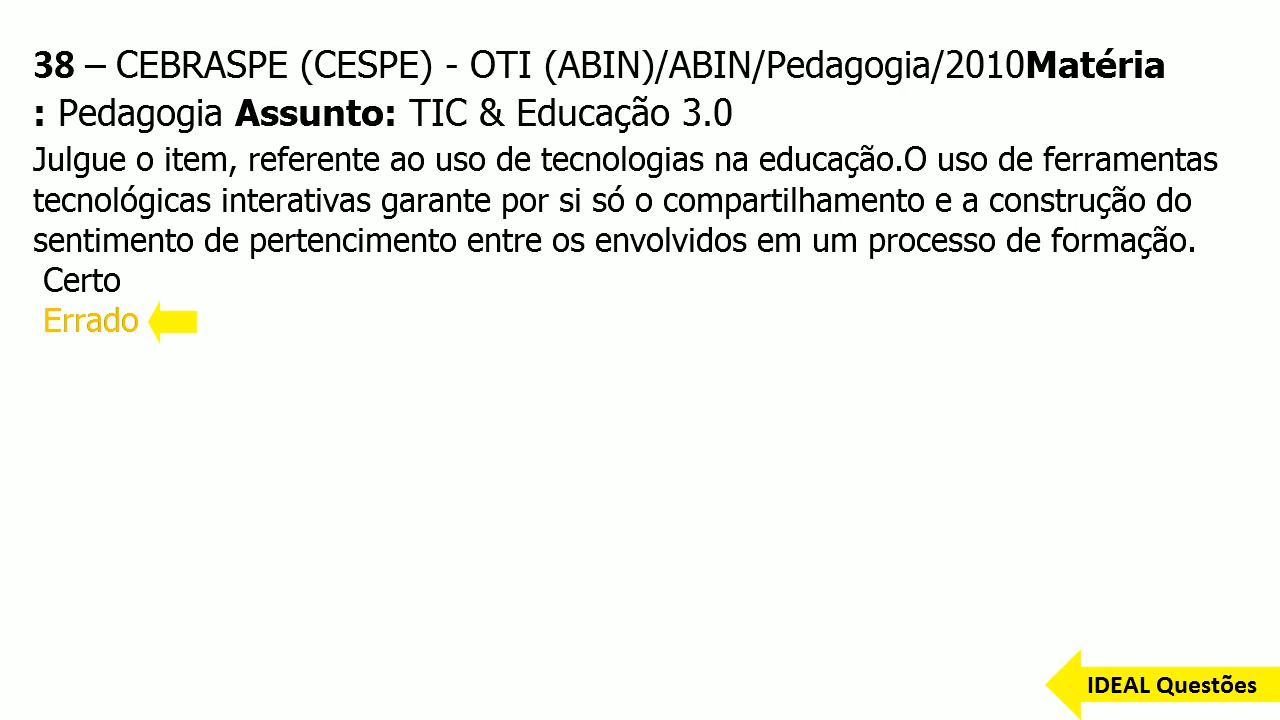 38 – CEBRASPE (CESPE) - OTI (ABIN)/ABIN/Pedagogia/2010Matéria
: Pedagogia Assunto: TIC & Educação 3.0
Julgue o item, referente ao uso de tecnologias na educação.O uso de ferramentas
tecnológicas interativas garante por si só o compartilhamento e a construção do
sentimento de pertencimento entre os envolvidos em um processo de formação.
Certo
Errado
IDEAL Questões